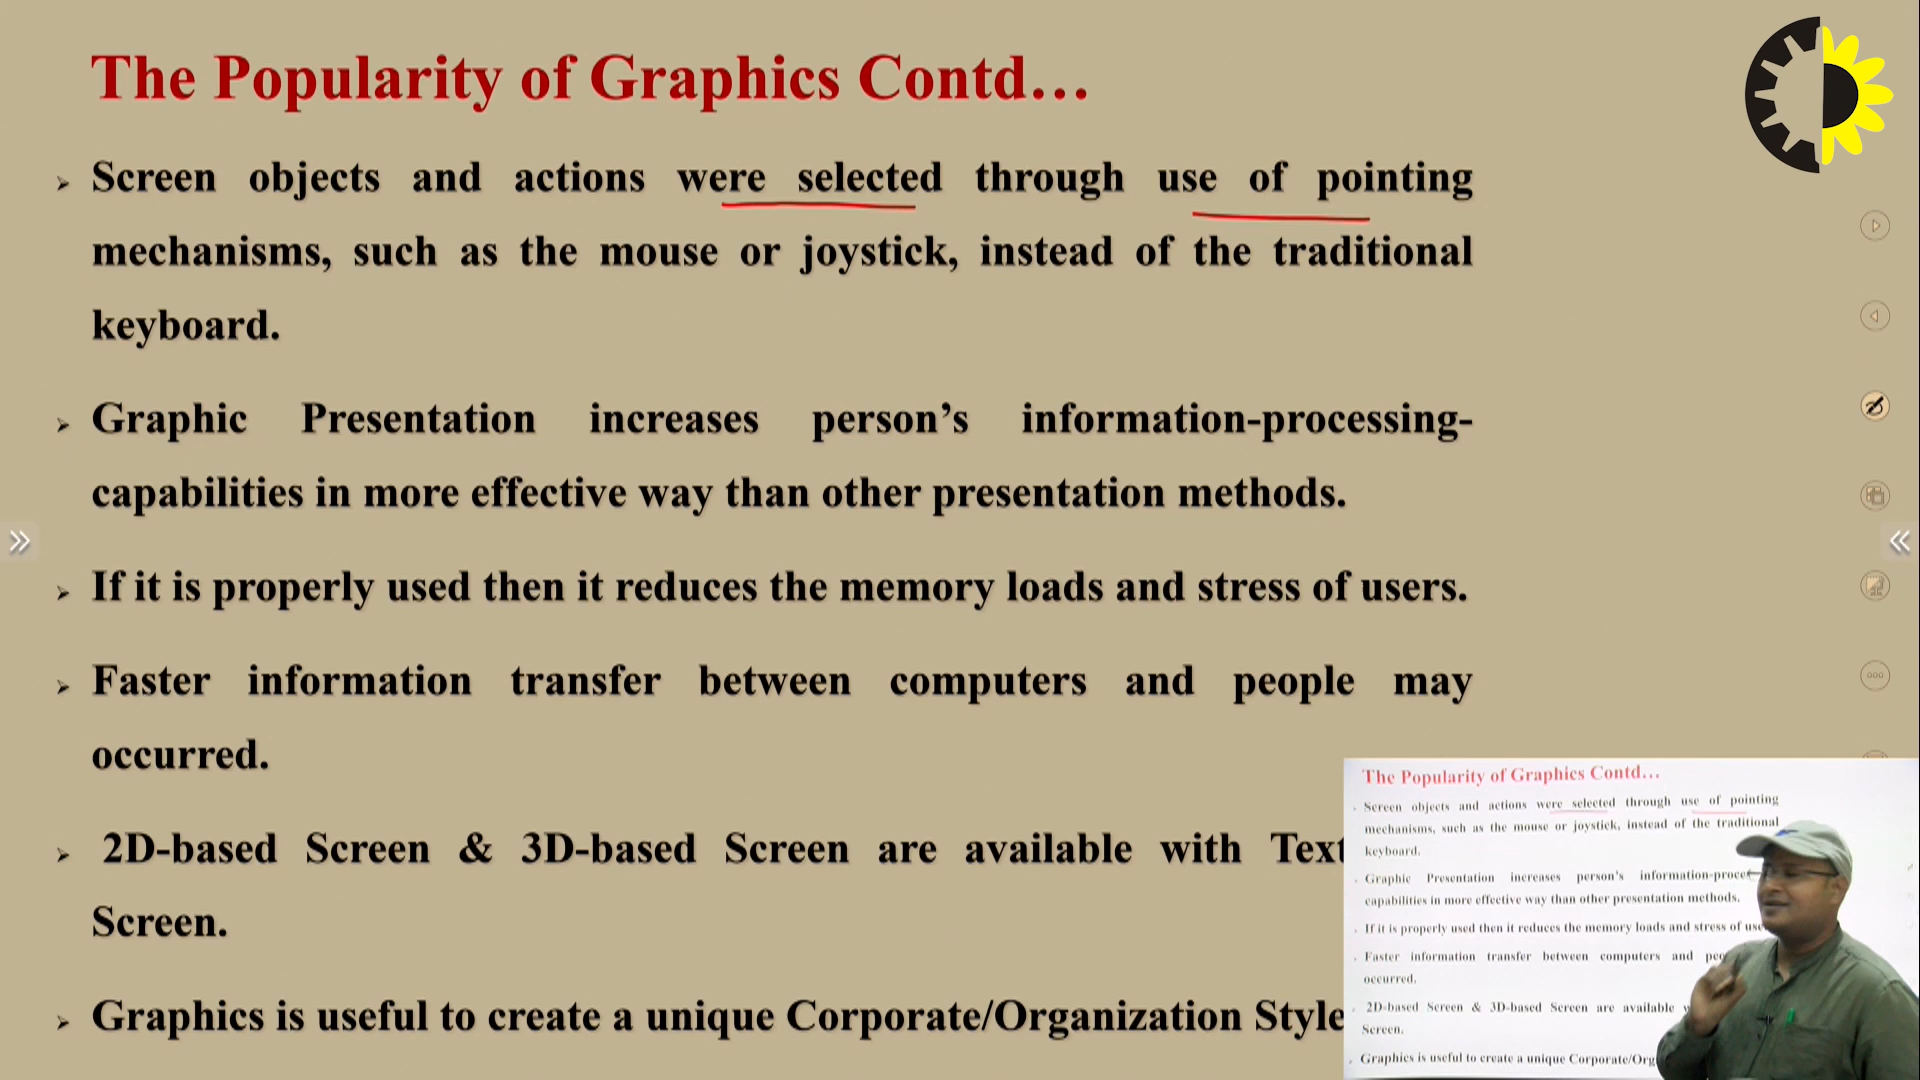 The Popularity of Graphics Contd…
Screen objects and actions were selected through use of pointing
mechanisms, such as the mouse or joystick, instead of the traditional
keyboard.
Graphic Presentation increases person’s information-processing-
capabilities in more effective way than other presentation methods.
If it is properly used then it reduces the memory loads and stress of users.
Faster information transfer between computers and people may
occurred.
2D-based Screen & 3D-based Screen are available with Text
Screen.
Graphics is useful to create a unique Corporate/Organization Style
The Popularity of Graphics Contd…
Screen objects and actions were selected through use of pointing
mechanisms, such as the mouse or joystick, instead of the traditional
keyboard.
Graphic Presentation increases person's information-proce
capabilities in more effective way than other presentation methods.
If it is properly used then it reduces the memory loads and stress of use
Faster information transfer between computers and
occurred.
2D-based Screen & 3D-based Screen are available
Screen.
Graphics is useful to create a unique Corporate/Org